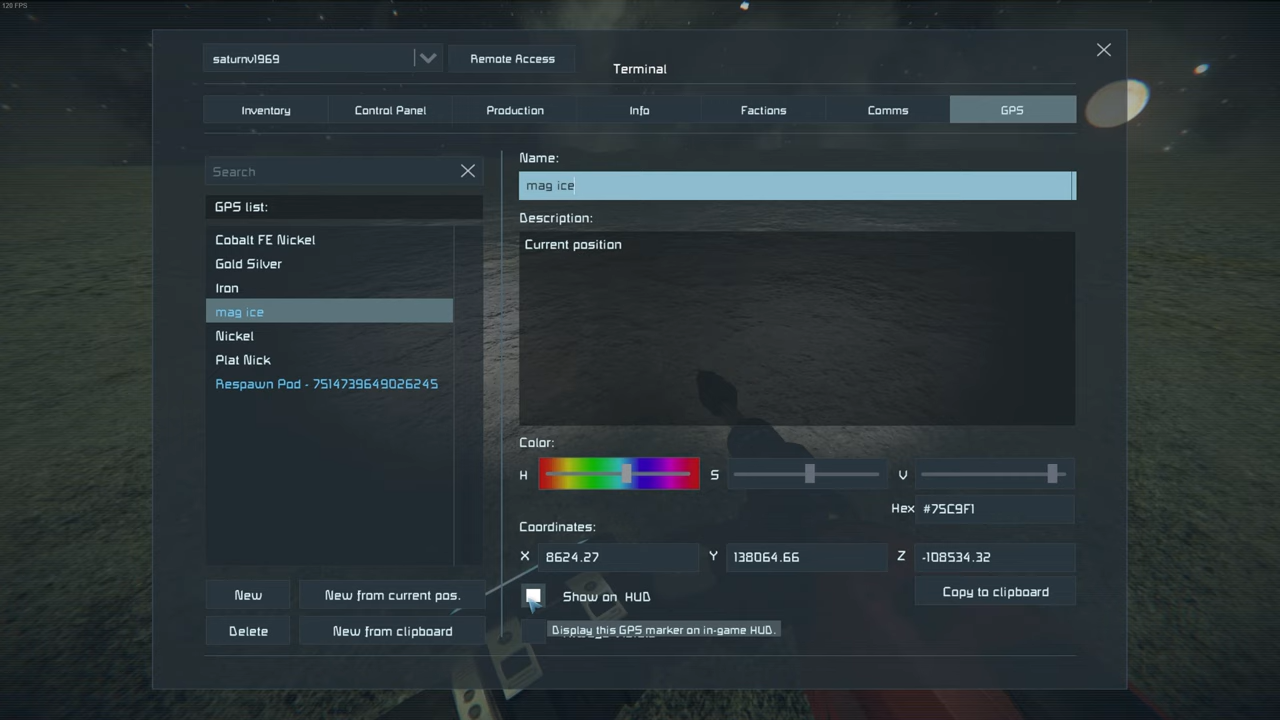 120 FPS
saturnv1969
Remote Access
Terminal
Inventory
Control Panel
Production
Info
Factions
Comms
GPS
Search
GPS list:
Cobalt FE Nickel
Gold Silver
Iron
mag ice
Nickel
Plat Nick
Respawn Pod - 7514739649026245
New
New from current pos.
Delete
New from clipboard
Name:
mag ice
Description:
Current position
Color:
H
S
V
Hex #75C9F1
Coordinates:
X 8624.27
Y 138064.66
Z -108534.32
Show on HUD
Copy to clipboard
Display this GPS marker on in-game HUD.